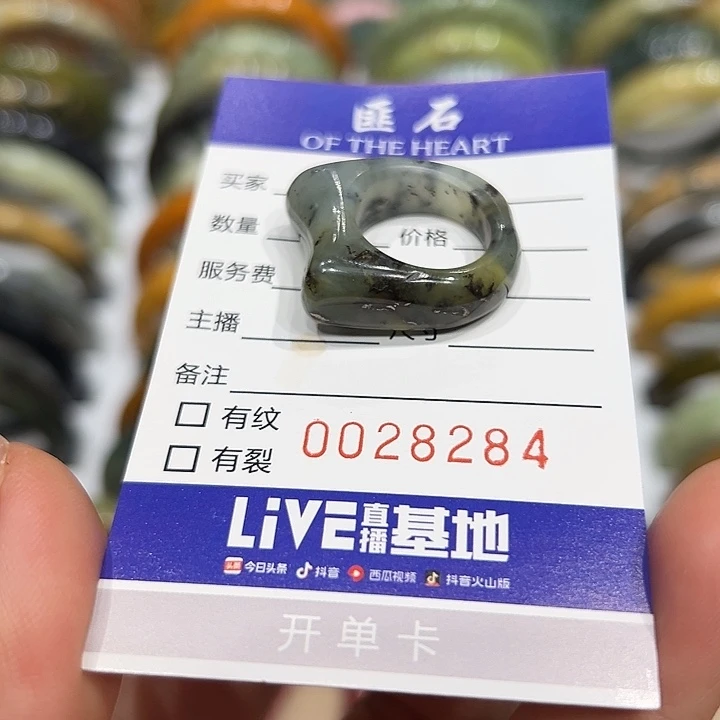 匪石
OF THE HEART
买家
数量 价格
服务费
主播 尺寸
备注
□ 有纹
□ 有裂
0028284
LiVE直播基地
头条 今日头条 抖音 西瓜视频 抖音火山版
开单卡